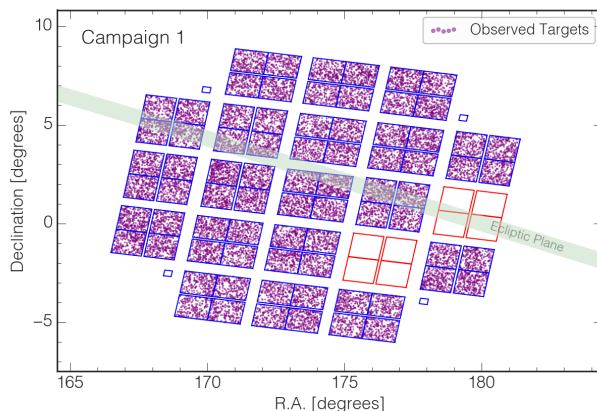 Campaign 1
Observed Targets
10
5
0
−5
Declination [degrees]
Ecliptic Plane
165
170
175
180
R.A. [degrees]